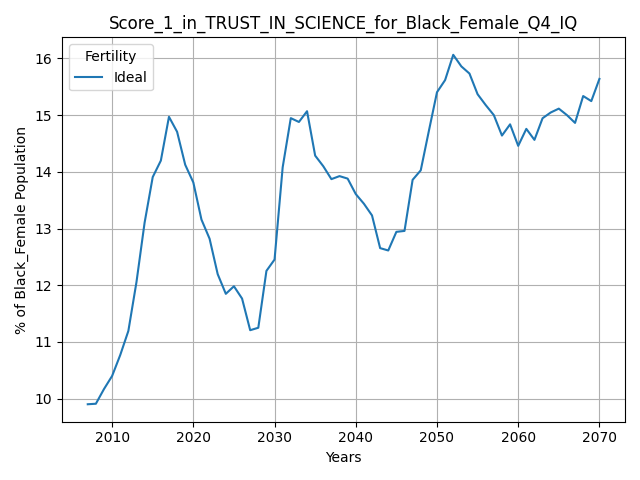 Score_1_in_TRUST_IN_SCIENCE_for_Black_Female_Q4_IQ
Fertility
Ideal
% of Black_Female Population
16
15
14
13
12
11
10
2010 2020 2030 2040 2050 2060 2070
Years